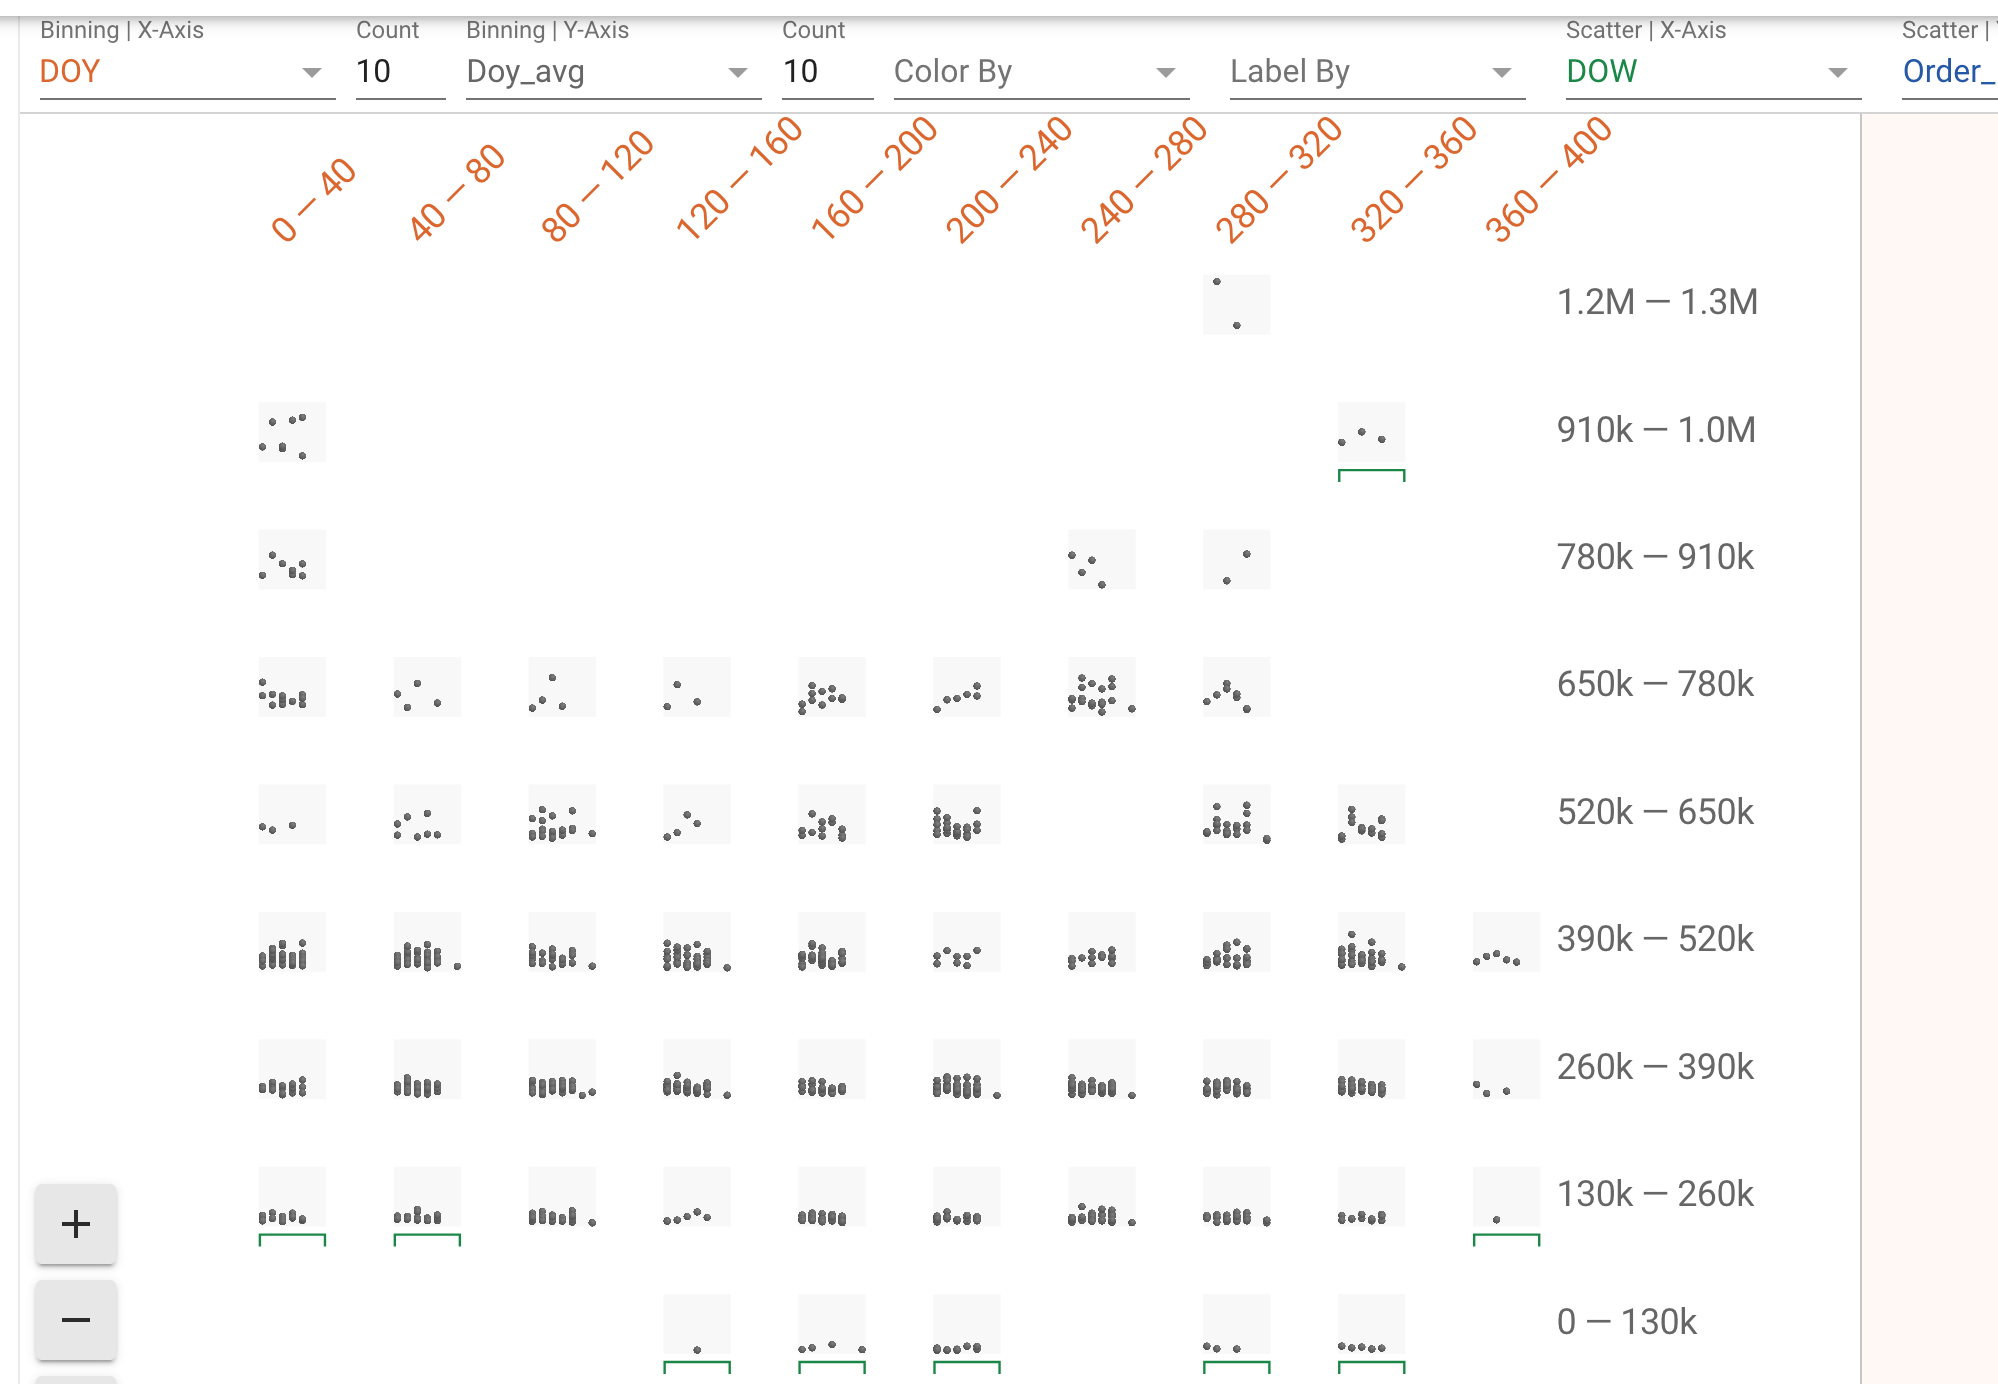 Binning | X-Axis Count Binning | Y-Axis Count Scatter | X-Axis Scatter |
DOY 10 Doy_avg 10 Color By Label By DOW Order_
0 — 40 40 — 80 80 — 120 120 — 160 160 — 200 200 — 240 240 — 280 280 — 320 320 — 360 360 — 400
1.2M — 1.3M
910k — 1.0M
780k — 910k
650k — 780k
520k — 650k
390k — 520k
260k — 390k
130k — 260k
+
0 — 130k
−